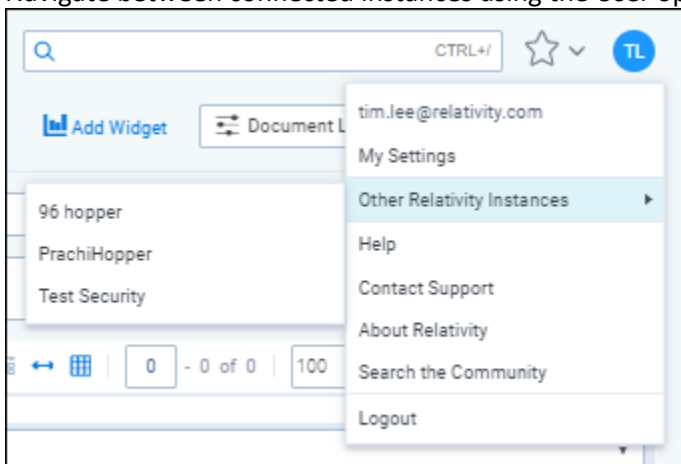 Navigate between connected instances using the User op
CTRL+/
TL
Add Widget
Document L
tim.lee@relativity.com
My Settings
Other Relativity Instances
96 hopper
PrachiHopper
Test Security
Help
Contact Support
About Relativity
Search the Community
Logout
0 - 0 of 0 100